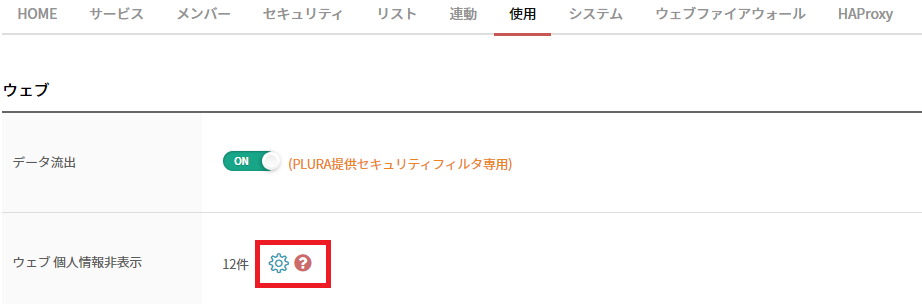 HOME サービス メンバー セキュリティ リスト 連動 使用 システム ウェブファイアウォール HAProxy
ウェブ
データ流出 ON (PLURA提供セキュリティフィルタ専用)
ウェブ 個人情報非表示 12件 ?